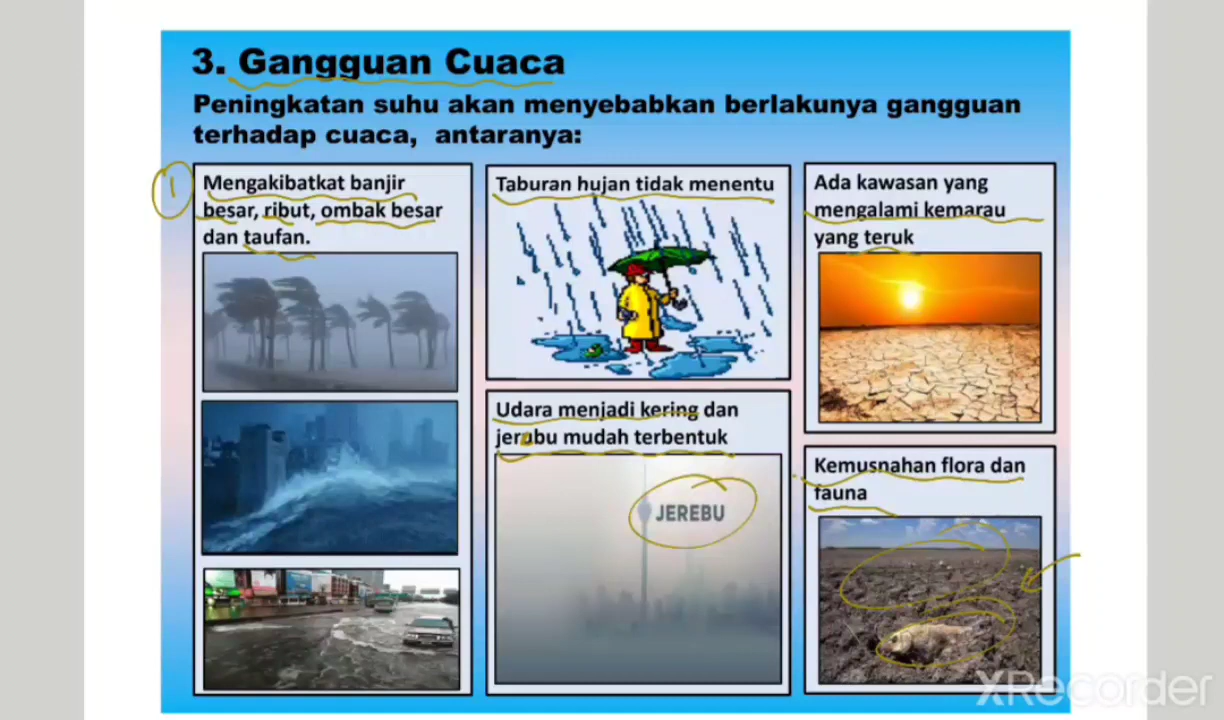 3. Gangguan Cuaca
Peningkatan suhu akan menyebabkan berlakunya gangguan
terhadap cuaca, antaranya:
1
Mengakibatkat banjir
besar, ribut, ombak besar
dan taufan.
Taburan hujan tidak menentu
Udara menjadi kering dan
jerubu mudah terbentuk
JEREBU
Ada kawasan yang
mengalami kemarau
yang teruk
Kemusnahan flora dan
fauna
XRecorder